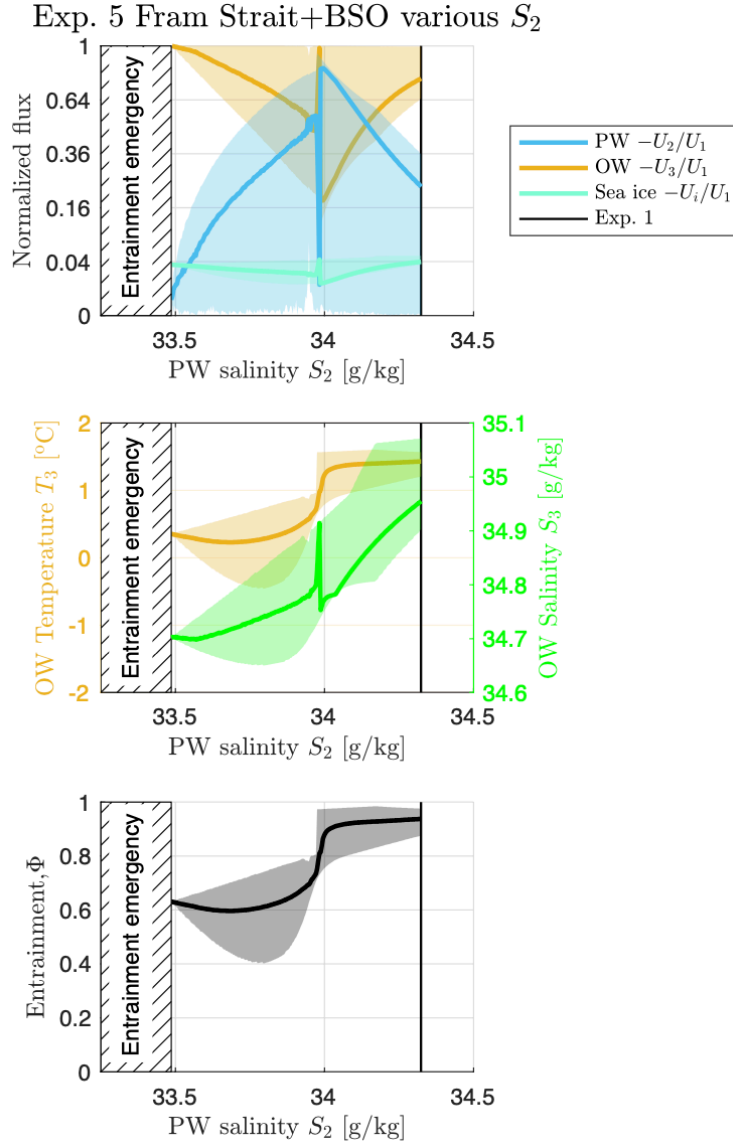 Exp. 5 Fram Strait+BSO various S₂
Normalized flux
1
0.64
0.36
0.16
0.04
0
Entrainment emergency
33.5
34
34.5
PW salinity S₂ [g/kg]
PW −U₂/U₁
OW −U₃/U₁
Sea ice −Uᵢ/U₁
Exp. 1
OW Temperature T₃ [°C]
2
1
0
-1
-2
Entrainment emergency
35.1
35
34.9
34.8
34.7
34.6
OW Salinity S₃ [g/kg]
33.5
34
34.5
PW salinity S₂ [g/kg]
Entrainment,Φ
1
0.8
0.6
0.4
0.2
0
Entrainment emergency
33.5
34
34.5
PW salinity S₂ [g/kg]